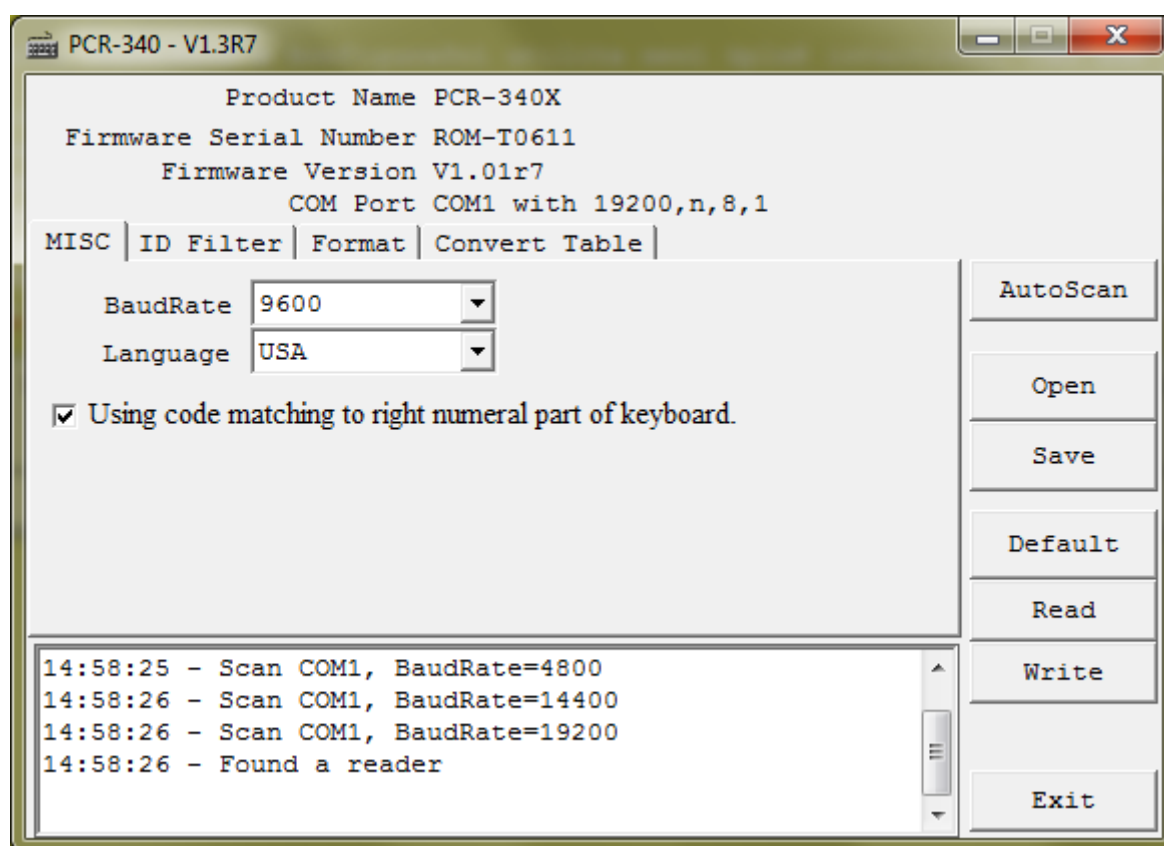 PCR-340 - V1.3R7
Product Name PCR-340X
Firmware Serial Number ROM-T0611
Firmware Version V1.01r7
COM Port COM1 with 19200,n,8,1
MISC ID Filter Format Convert Table
BaudRate 9600
Language USA
Using code matching to right numeral part of keyboard.
AutoScan
Open
Save
Default
Read
Write
Exit
14:58:25 - Scan COM1, BaudRate=4800
14:58:26 - Scan COM1, BaudRate=14400
14:58:26 - Scan COM1, BaudRate=19200
14:58:26 - Found a reader